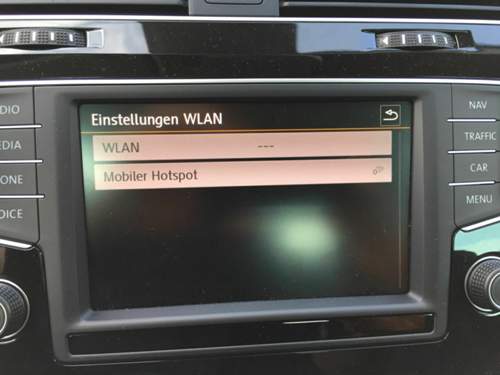 Einstellungen WLAN
WLAN ---
Mobiler Hotspot
NAV
TRAFFIC
CAR
MENU